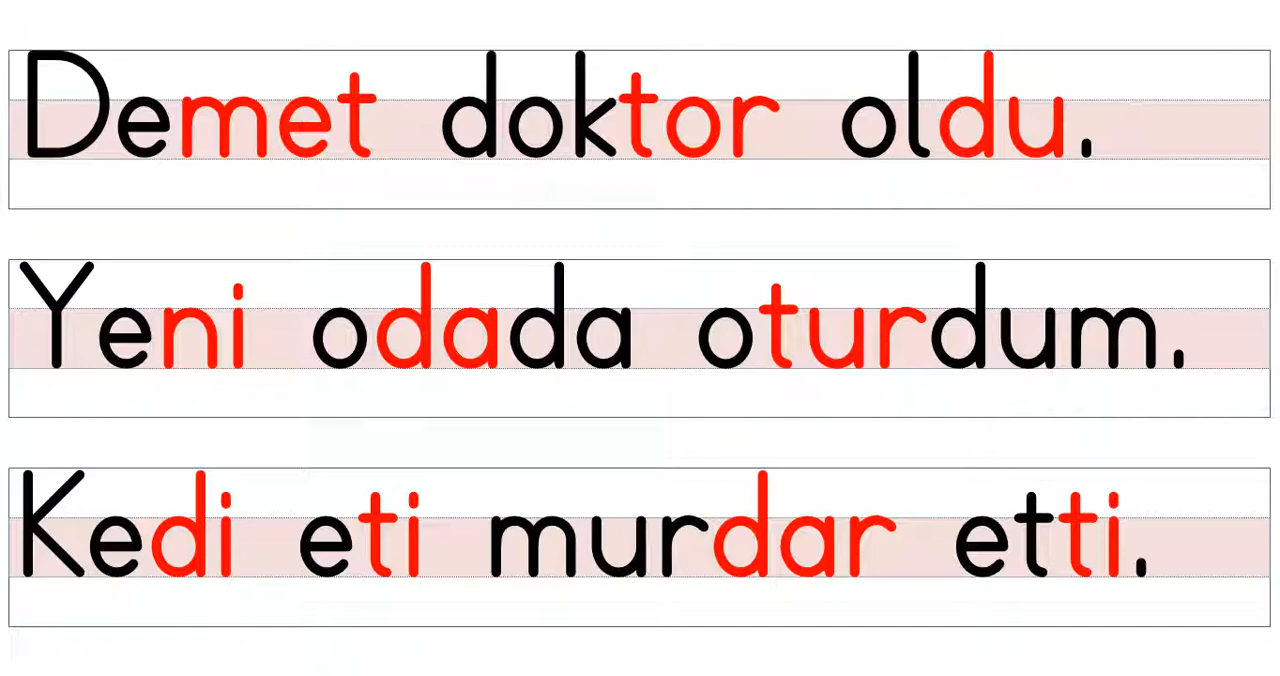 Demet doktor oldu.
Yeni odada oturdum.
Kedi eti murdar etti.